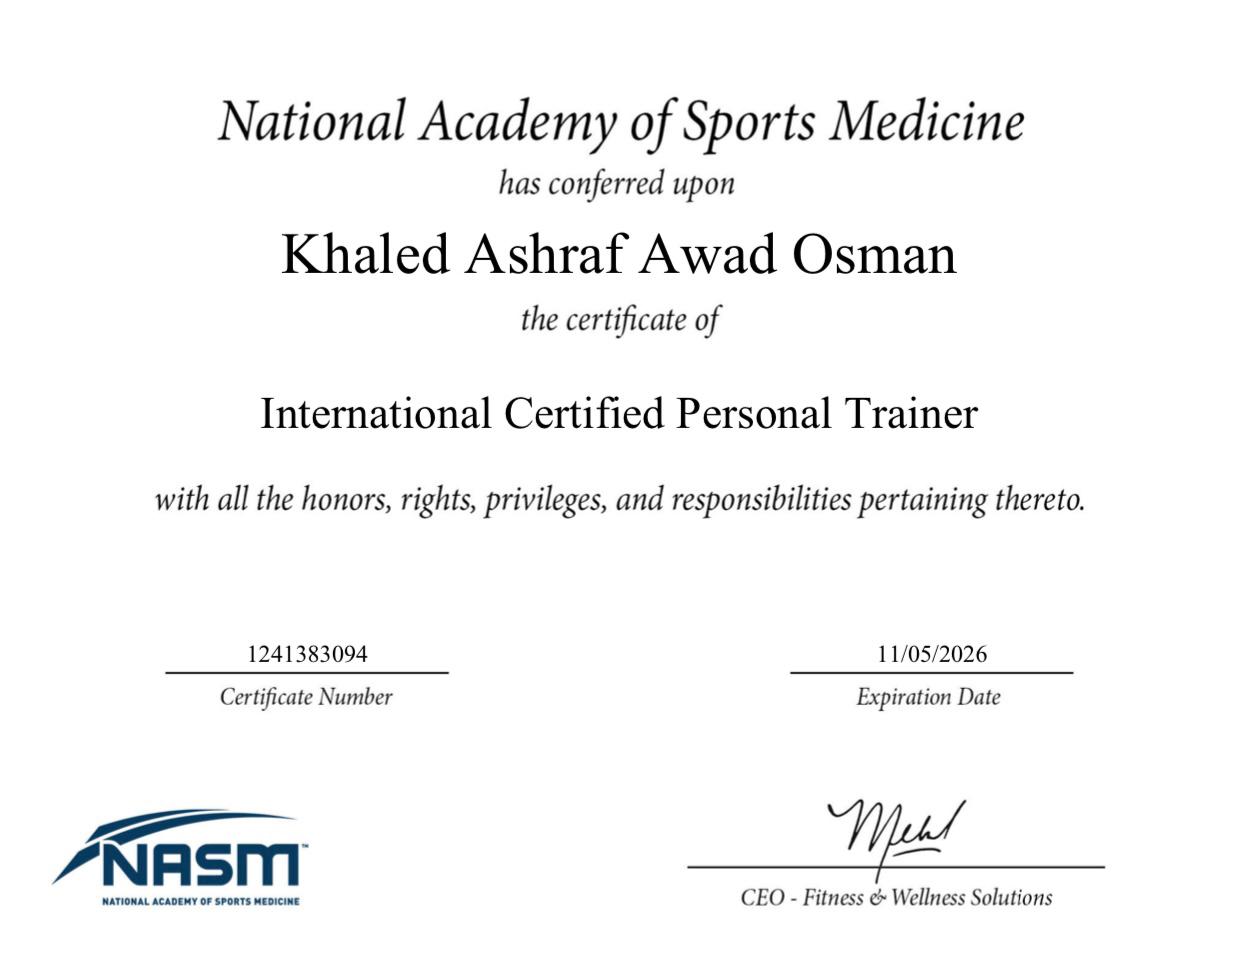 National Academy of Sports Medicine
has conferred upon
Khaled Ashraf Awad Osman
the certificate of
International Certified Personal Trainer
with all the honors, rights, privileges, and responsibilities pertaining thereto.
1241383094
Certificate Number
11/05/2026
Expiration Date
NASM™
NATIONAL ACADEMY OF SPORTS MEDICINE
CEO - Fitness & Wellness Solutions